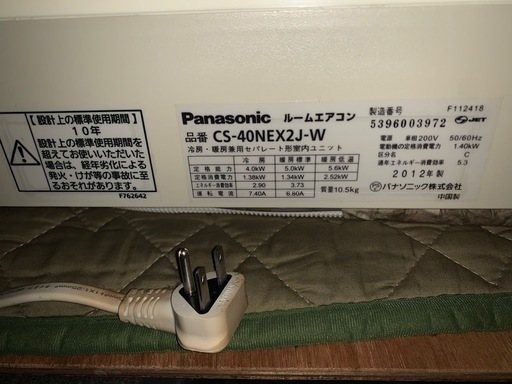 【設計上の標準使用期間】
10年
設計上の標準使用期間を
超えてお使いいただいた
場合は、経年劣化による
発火・けが等の事故に
至るおそれがあります。
F762642
Panasonic ルームエアコン
品番 CS-40NEX2J-W
冷房・暖房兼用セパレート形室内ユニット
冷房 暖房標準 暖房低温
定格能力 4.0kW 5.0kW 5.6kW
定格消費電力 1.38kW 1.34kW 2.52kW
エネルギー消費効率 2.90 3.73
運転電流 7.40A 6.80A
質量10.5kg
製造番号 F112418
5396003972 JET
電源 単相200V 50/60Hz
電動機の定格消費電力 1.40kW
区分名 C
通年エネルギー消費効率 5.3
2012年製
パナソニック株式会社
中国製